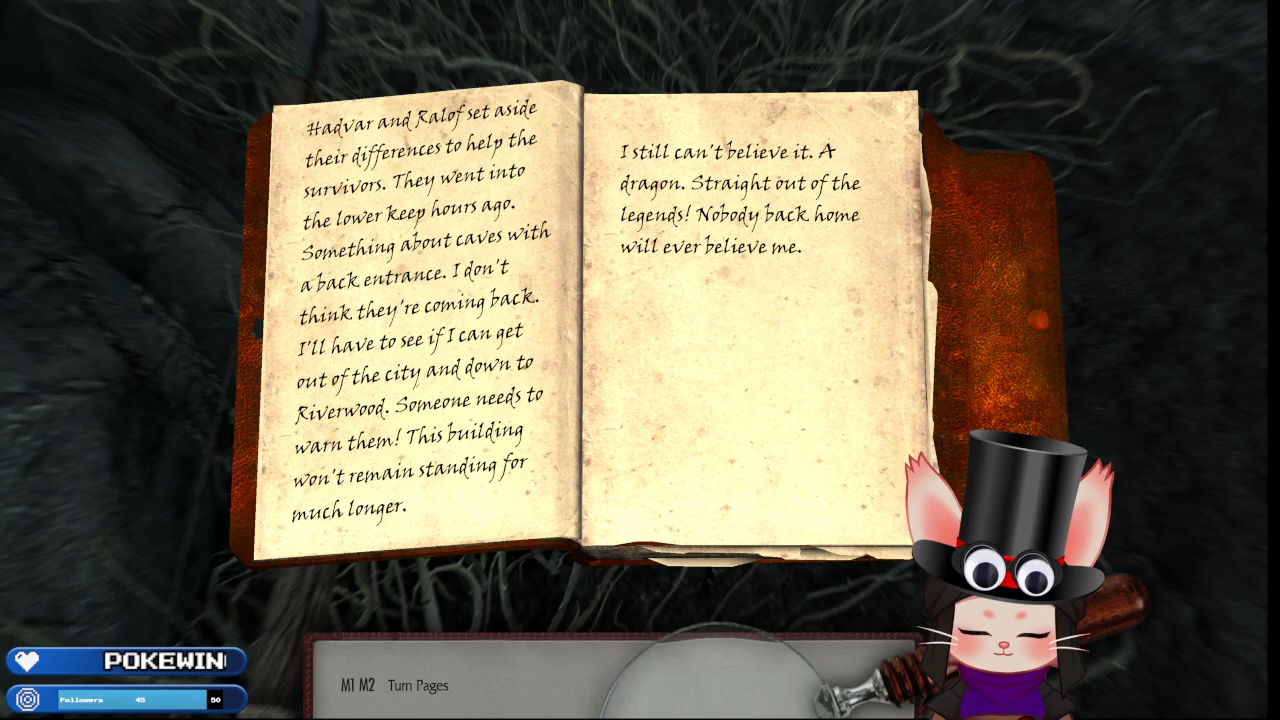 Hadvar and Ralof set aside
their differences to help the
survivors. They went into
the lower keep hours ago.
Something about caves with
a back entrance. I don't
think they're coming back.
I'll have to see if I can get
out of the city and down to
Riverwood. Someone needs to
warn them! This building
won't remain standing for
much longer.
I still can't believe it. A
dragon. Straight out of the
legends! Nobody back home
will ever believe me.
POKEWIN
Followers 45 50
M1 M2 Turn Pages